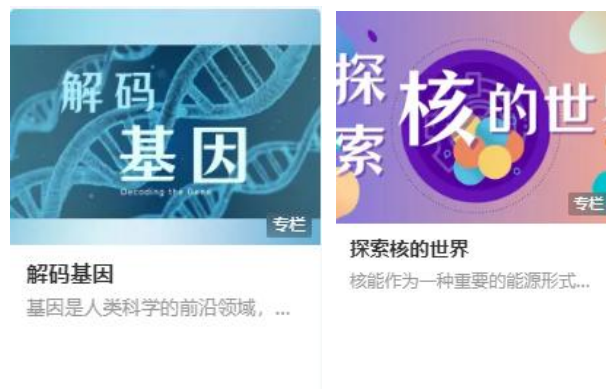 解码
基因
Decoding the Gene
专栏
解码基因
基因是人类科学的前沿领域，...
探索
核的世
专栏
探索核的世界
核能作为一种重要的能源形式...